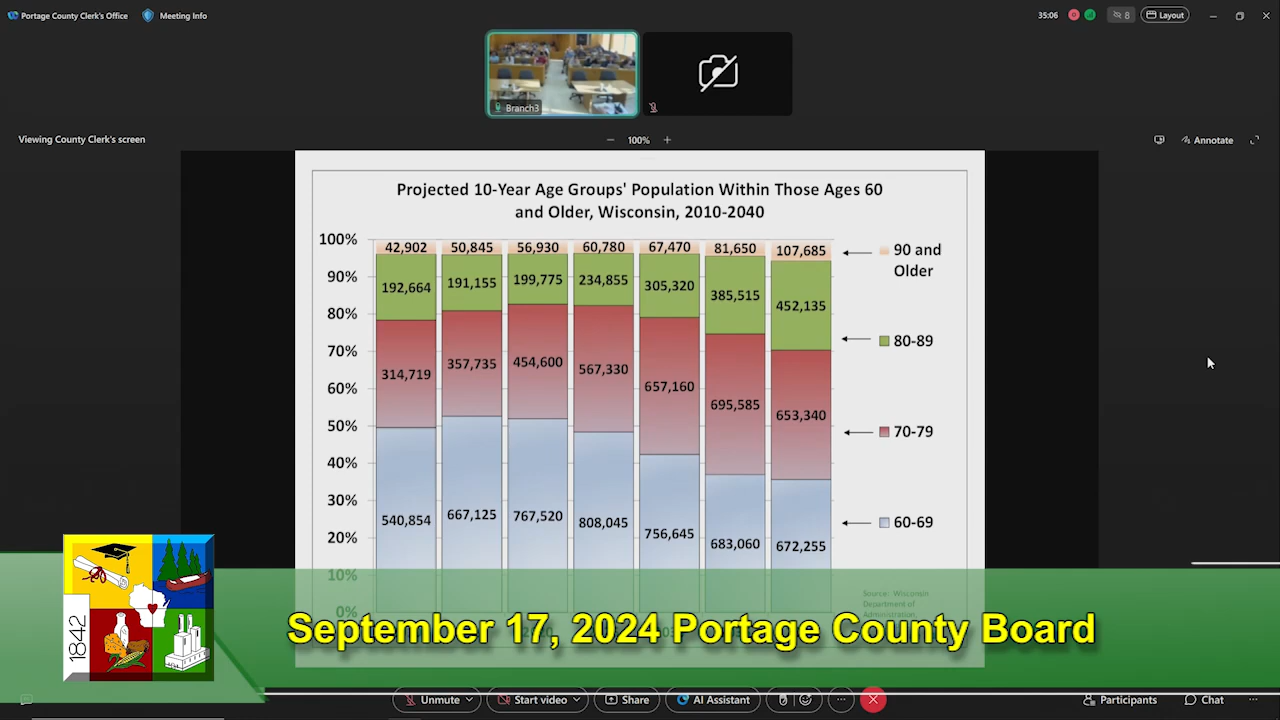 Portage County Clerk's Office
Meeting Info
35:06
8
Layout
Branch3
Viewing County Clerk's screen
100%
Annotate
Projected 10-Year Age Groups' Population Within Those Ages 60
and Older, Wisconsin, 2010-2040
100%
42,902 50,845 56,930 60,780 67,470 81,650 107,685
90 and
Older
90%
192,664 191,155 199,775 234,855 305,320 385,515 452,135
80%
80-89
70%
314,719 357,735 454,600 567,330 657,160 695,585 653,340
60%
50%
70-79
40%
30%
540,854 667,125 767,520 808,045 756,645 683,060 672,255
60-69
20%
10%
0%
Source: Wisconsin
Department of
Administration
1842
September 17, 2024 Portage County Board
Unmute
Start video
Share
AI Assistant
Participants
Chat